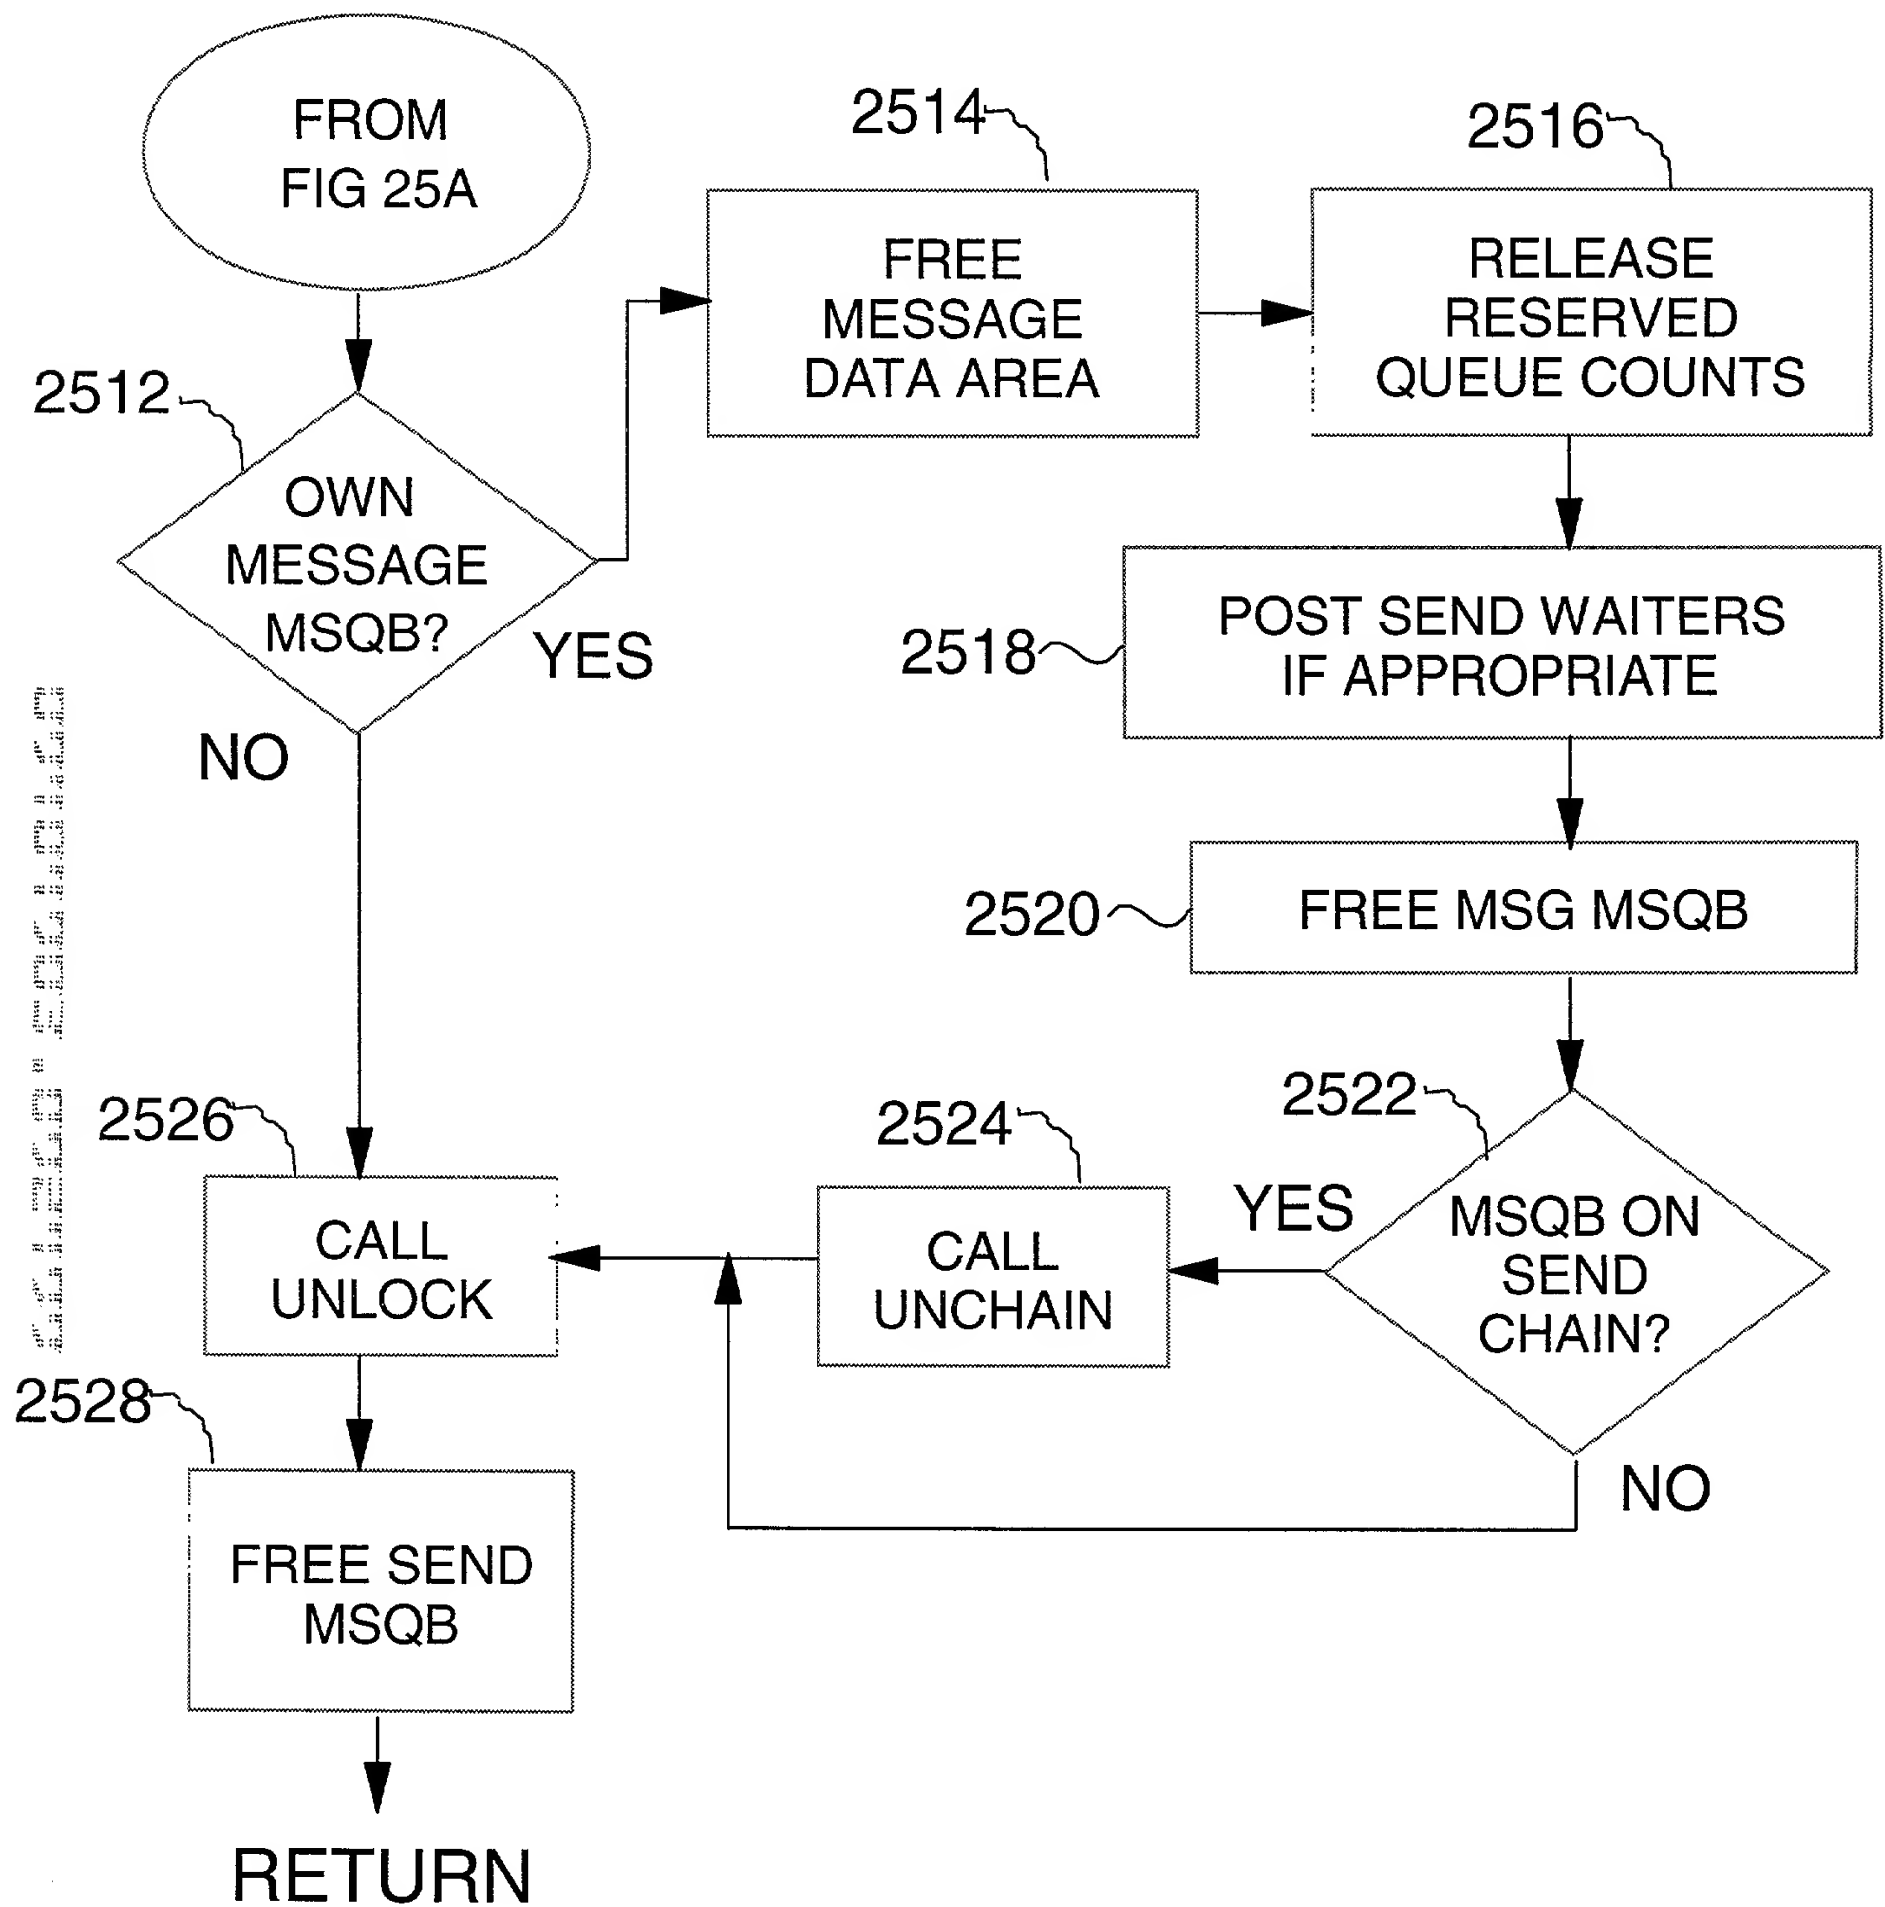 FROM
FIG 25A
2512
OWN
MESSAGE
MSQB?
YES
NO
2514
FREE
MESSAGE
DATA AREA
2516
RELEASE
RESERVED
QUEUE COUNTS
2518
POST SEND WAITERS
IF APPROPRIATE
2520
FREE MSG MSQB
2522
MSQB ON
SEND
CHAIN?
YES
NO
2524
CALL
UNCHAIN
2526
CALL
UNLOCK
2528
FREE SEND
MSQB
RETURN